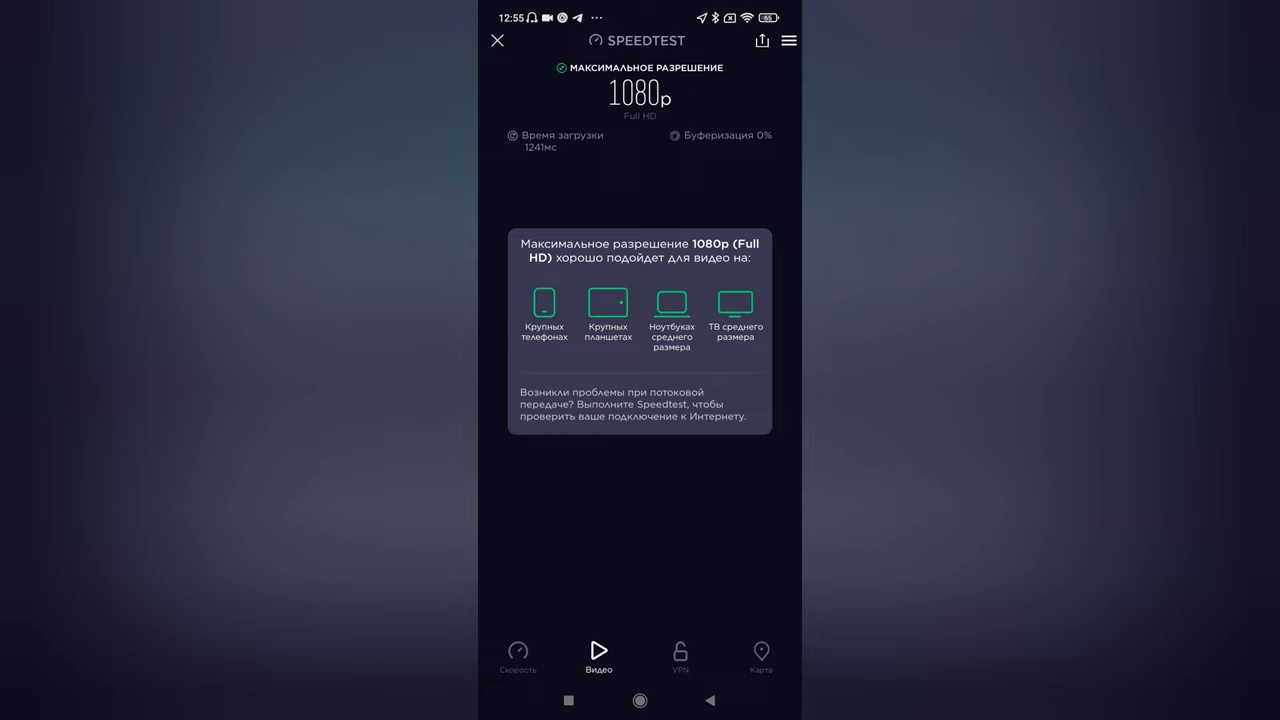 12:55
65
SPEEDTEST
МАКСИМАЛЬНОЕ РАЗРЕШЕНИЕ
1080p
Full HD
Время загрузки
1241мс
Буферизация 0%
Максимальное разрешение 1080p (Full
HD) хорошо подойдет для видео на:
Крупных
телефонах
Крупных
планшетах
Ноутбуках
среднего
размера
ТВ среднего
размера
Возникли проблемы при потоковой
передаче? Выполните Speedtest, чтобы
проверить ваше подключение к Интернету.
Скорость
Видео
VPN
Карта